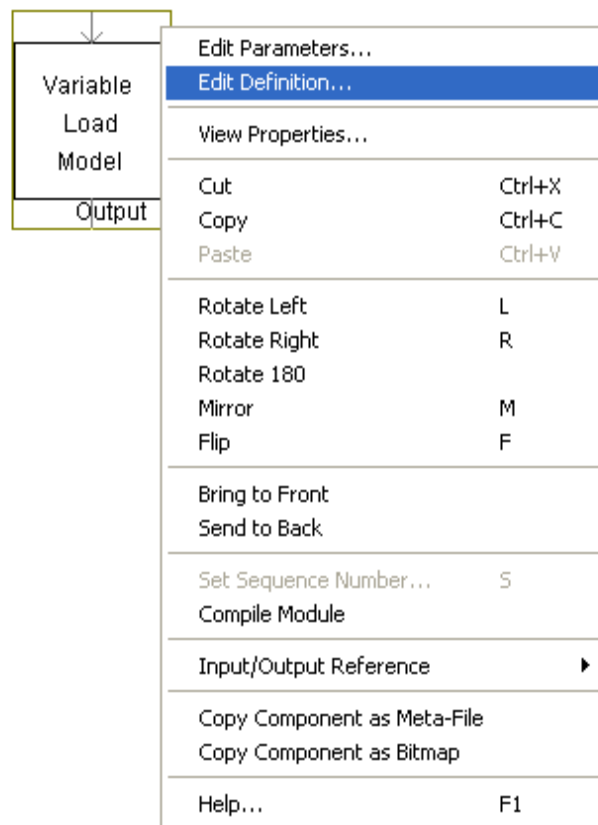 Variable
Load
Model
Output
Edit Parameters...
Edit Definition...
View Properties...
Cut Ctrl+X
Copy Ctrl+C
Paste Ctrl+V
Rotate Left L
Rotate Right R
Rotate 180
Mirror M
Flip F
Bring to Front
Send to Back
Set Sequence Number... S
Compile Module
Input/Output Reference
Copy Component as Meta-File
Copy Component as Bitmap
Help... F1